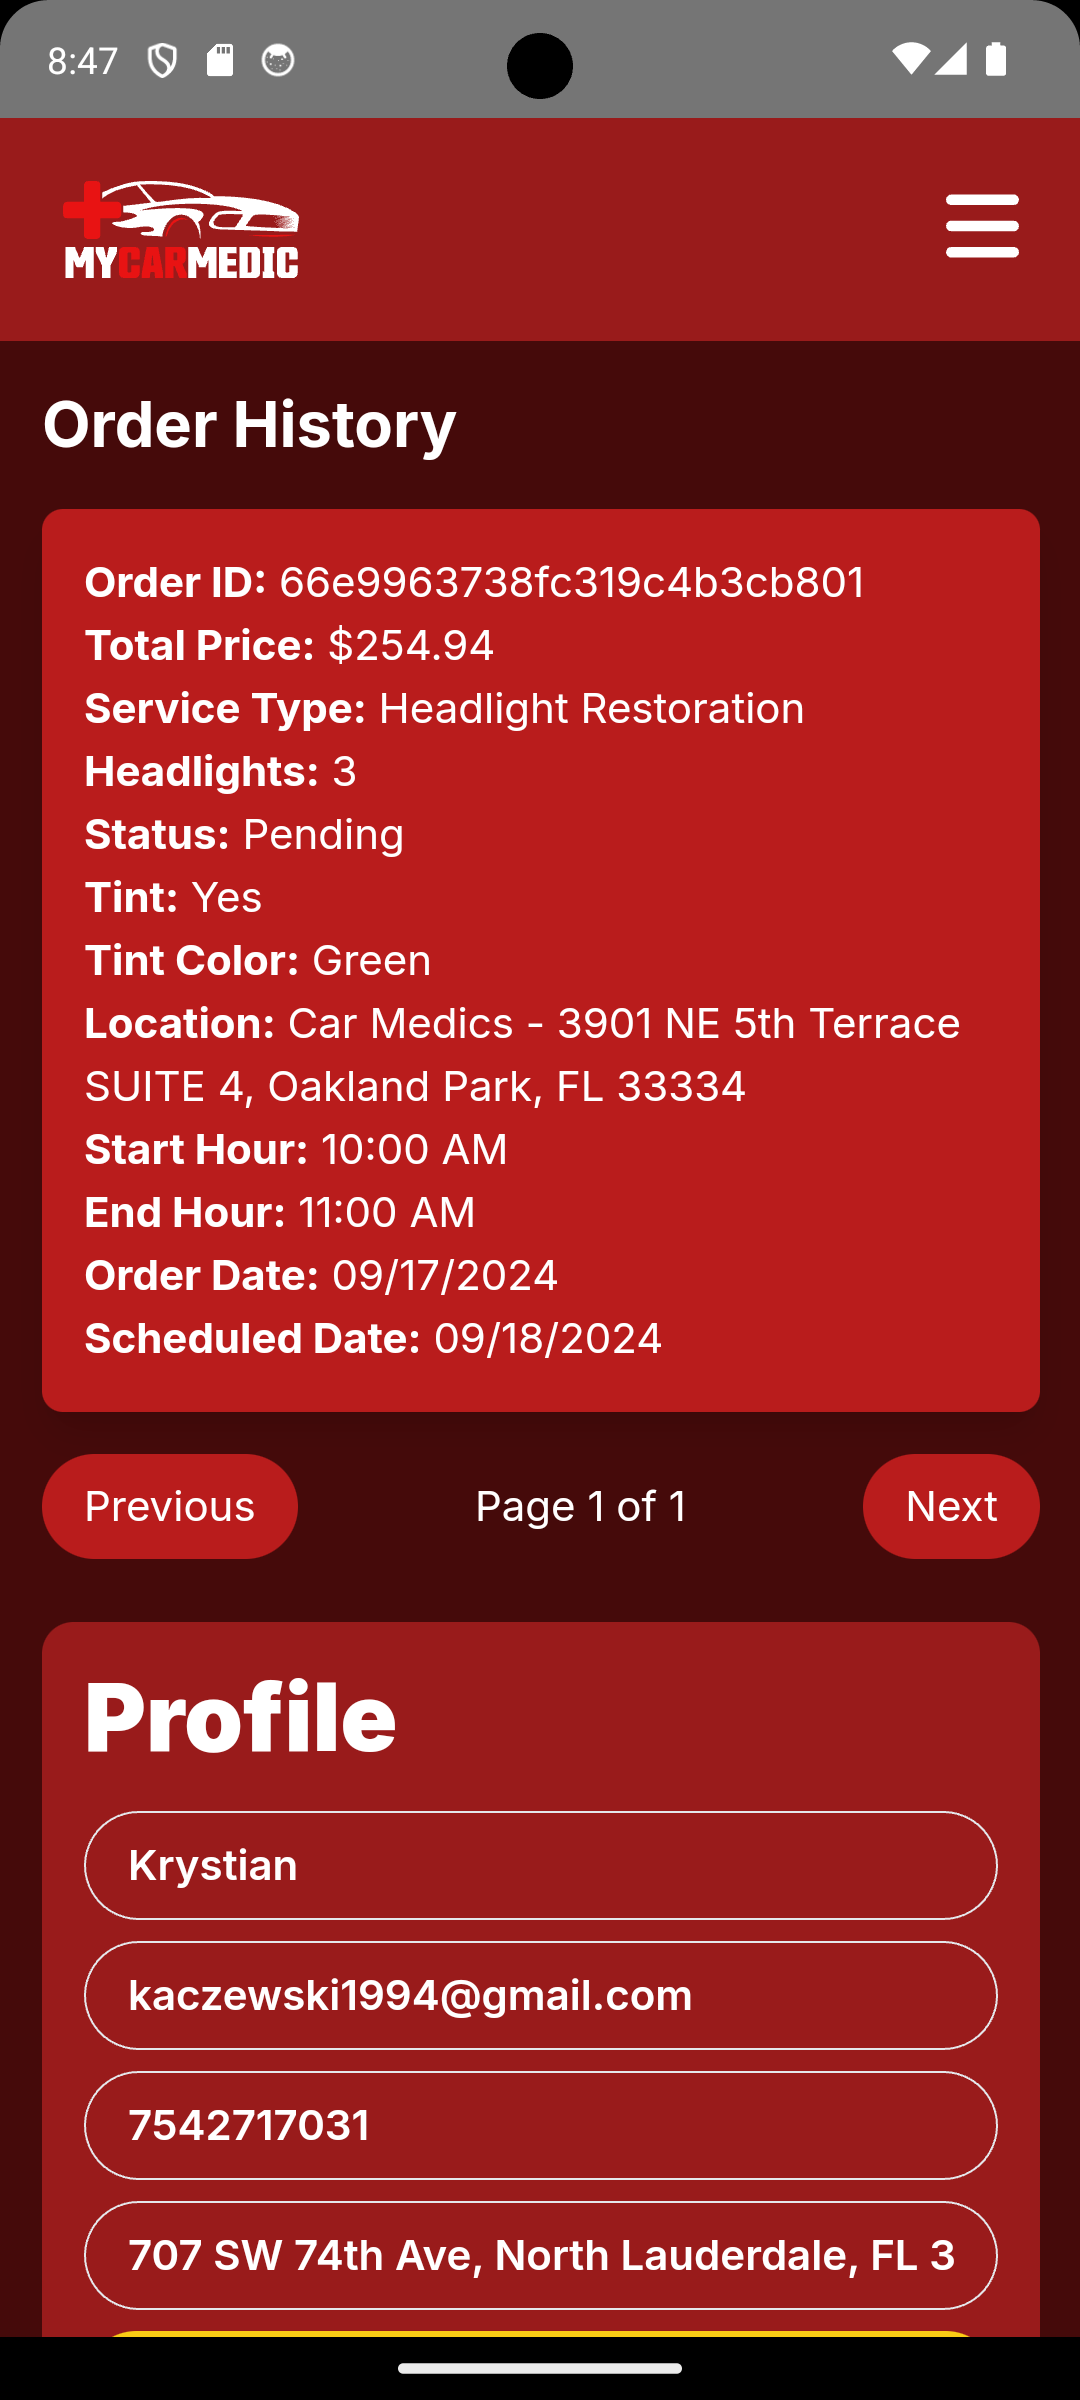 8:47
MYCARMEDIC
Order History
Order ID: 66e9963738fc319c4b3cb801
Total Price: $254.94
Service Type: Headlight Restoration
Headlights: 3
Status: Pending
Tint: Yes
Tint Color: Green
Location: Car Medics - 3901 NE 5th Terrace
SUITE 4, Oakland Park, FL 33334
Start Hour: 10:00 AM
End Hour: 11:00 AM
Order Date: 09/17/2024
Scheduled Date: 09/18/2024
Previous
Page 1 of 1
Next
Profile
Krystian
kaczewski1994@gmail.com
7542717031
707 SW 74th Ave, North Lauderdale, FL 3